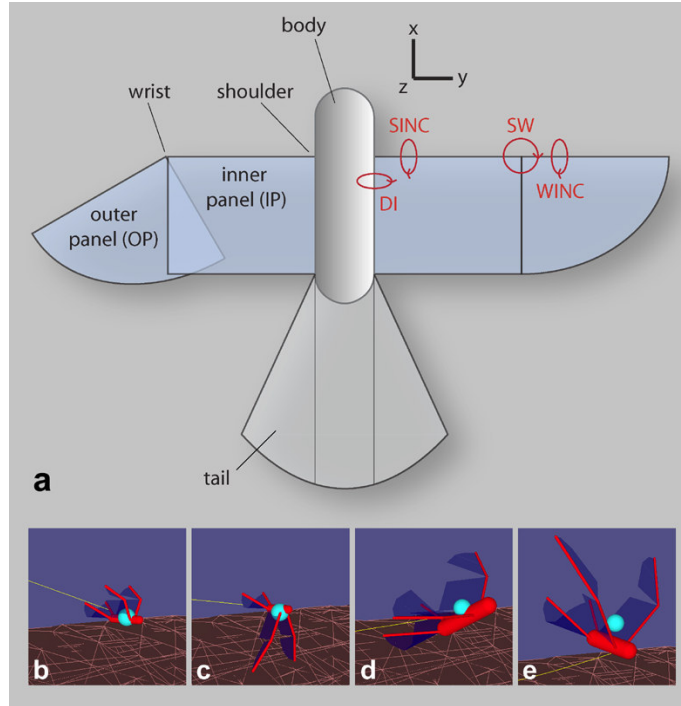 body
x
z
y
wrist
shoulder
SINC
SW
inner
panel (IP)
WINC
DI
outer
panel (OP)
tail
a
b
c
d
e